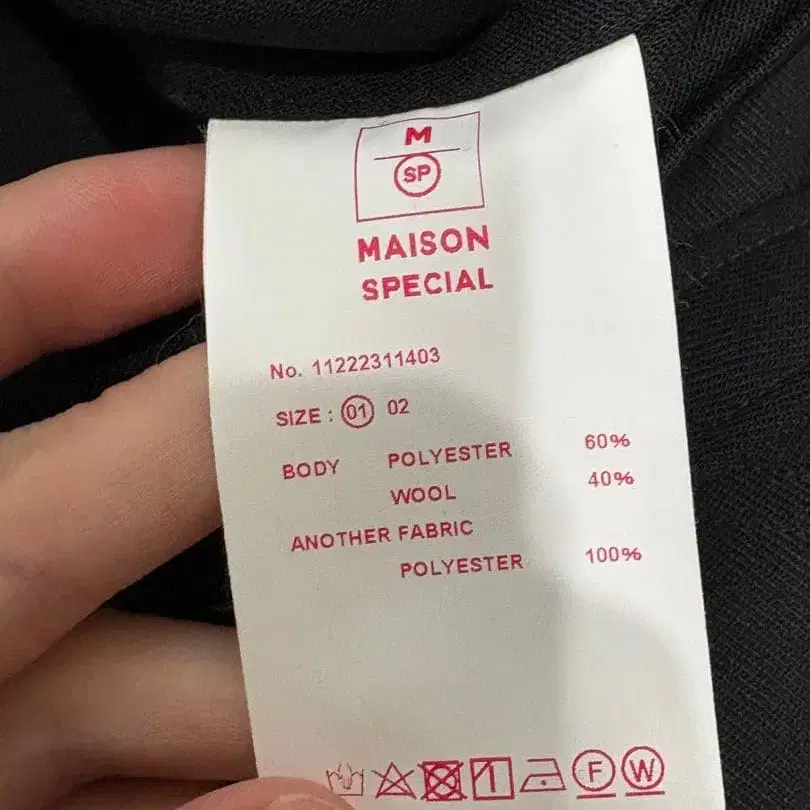 M
SP
MAISON
SPECIAL
No. 11222311403
SIZE : 01 02
BODY POLYESTER 60%
WOOL 40%
ANOTHER FABRIC
POLYESTER 100%
F W